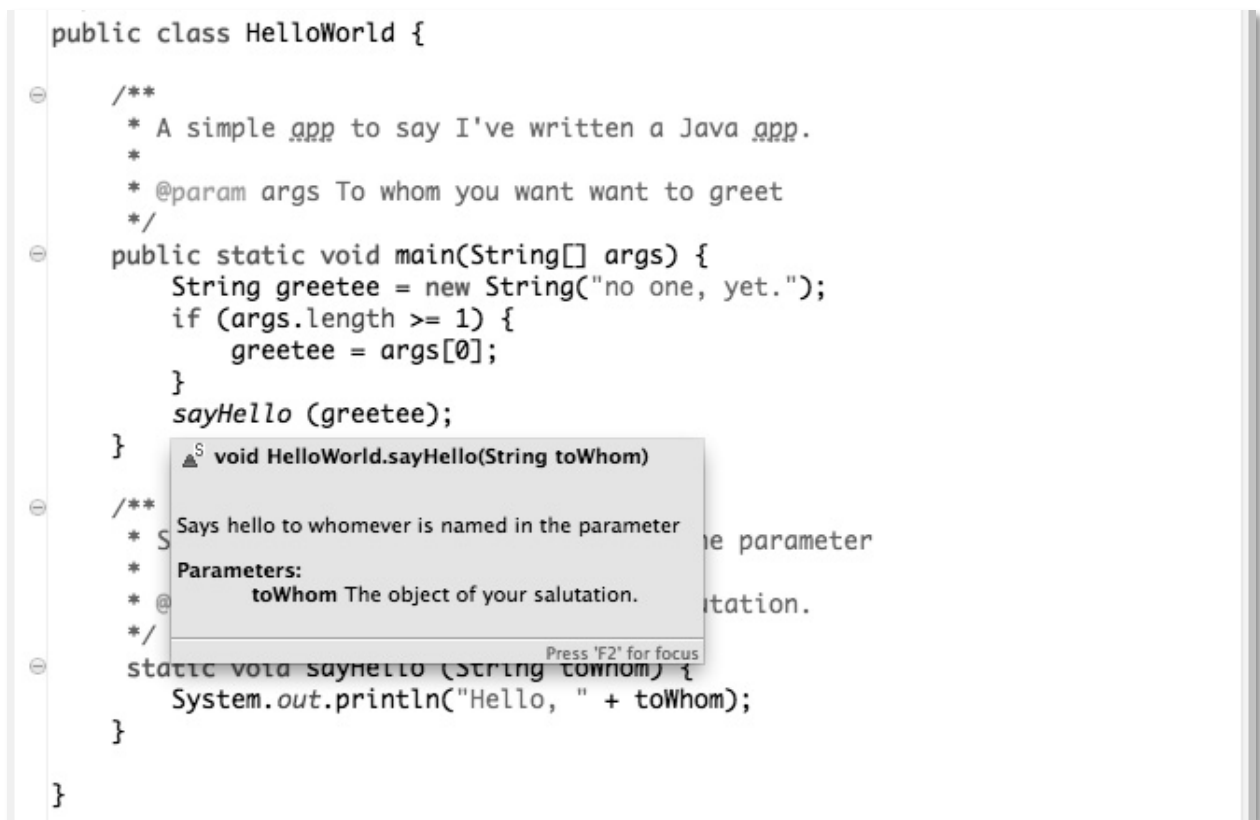 public class HelloWorld {
/**
* A simple app to say I've written a Java app.
*
* @param args To whom you want want to greet
*/
public static void main(String[] args) {
String greetee = new String("no one, yet.");
if (args.length >= 1) {
greetee = args[0];
}
sayHello (greetee);
}
S void HelloWorld.sayHello(String toWhom)
/**
Says hello to whomever is named in the parameter
* S parameter
*
Parameters:
toWhom The object of your salutation.
* @
*/
Press 'F2' for focus
static void sayHello (String toWhom) {
System.out.println("Hello, " + toWhom);
}
}